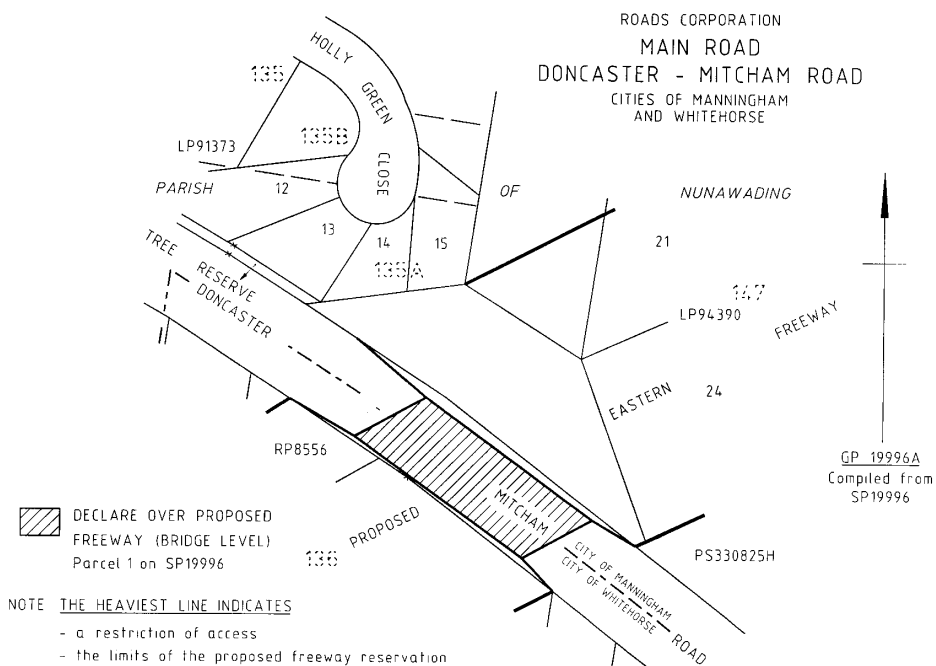 ROADS CORPORATION
MAIN ROAD
DONCASTER - MITCHAM ROAD
CITIES OF MANNINGHAM
AND WHITEHORSE
HOLLY
GREEN
CLOSE
135
135B
LP91373
PARISH
12
OF
NUNAWADING
13
14
15
135A
21
147
LP94390
FREEWAY
TREE
RESERVE
DONCASTER
EASTERN
24
RP8556
MITCHAM
GP 19996A
Compiled from
SP19996
DECLARE OVER PROPOSED
FREEWAY (BRIDGE LEVEL)
Parcel 1 on SP19996
136
PROPOSED
PS330825H
CITY OF MANNINGHAM
CITY OF WHITEHORSE
ROAD
NOTE THE HEAVIEST LINE INDICATES
- a restriction of access
- the limits of the proposed freeway reservation